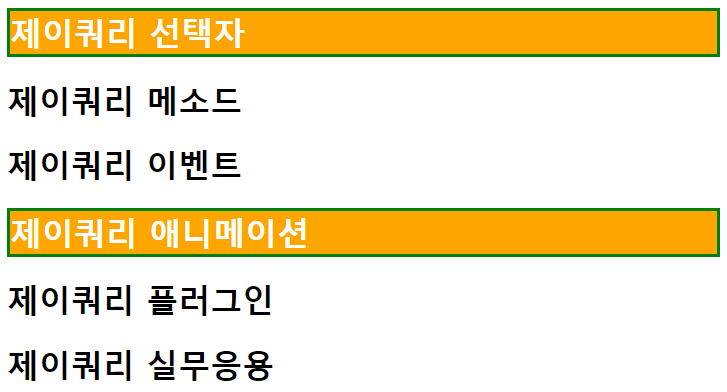 제이쿼리 선택자
제이쿼리 메소드
제이쿼리 이벤트
제이쿼리 애니메이션
제이쿼리 플러그인
제이쿼리 실무응용